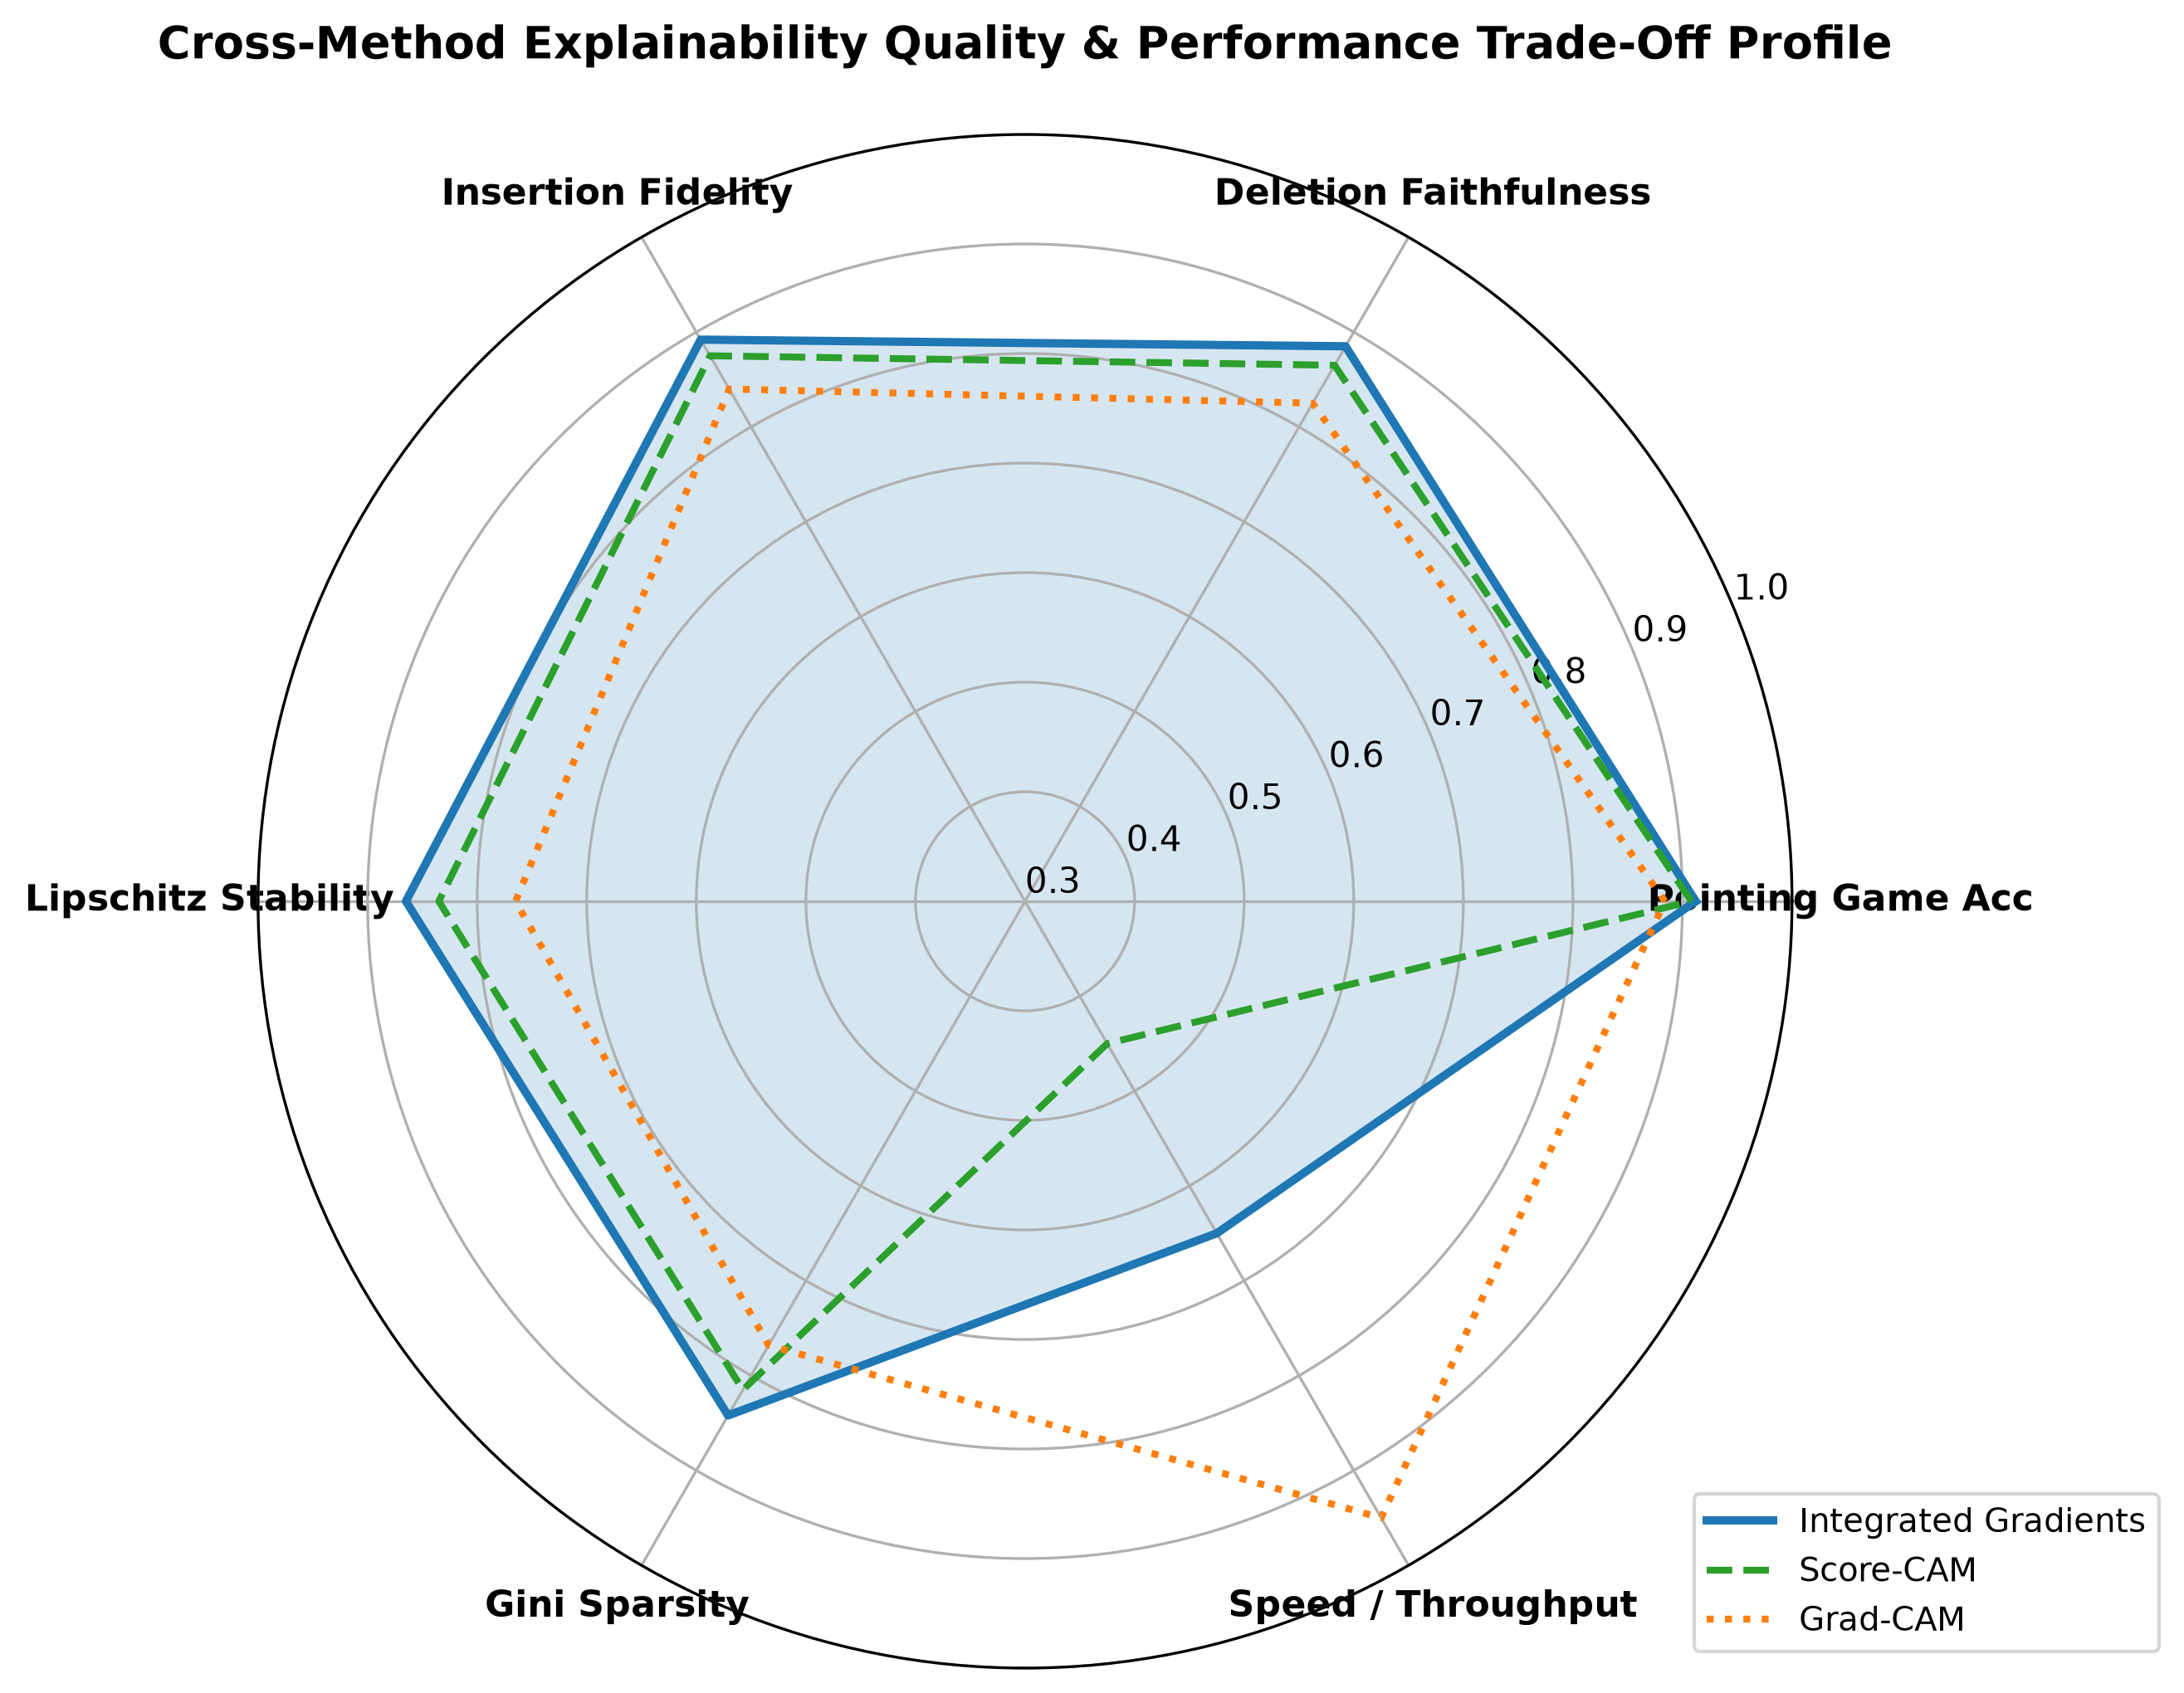 Cross-Method Explainability Quality & Performance Trade-Off Profile
Insertion Fidelity
Deletion Faithfulness
1.0
0.9
0.8
0.7
0.6
0.5
0.4
0.3
Lipschitz Stability
Pointing Game Acc
Gini Sparsity
Speed / Throughput
Integrated Gradients
Score-CAM
Grad-CAM